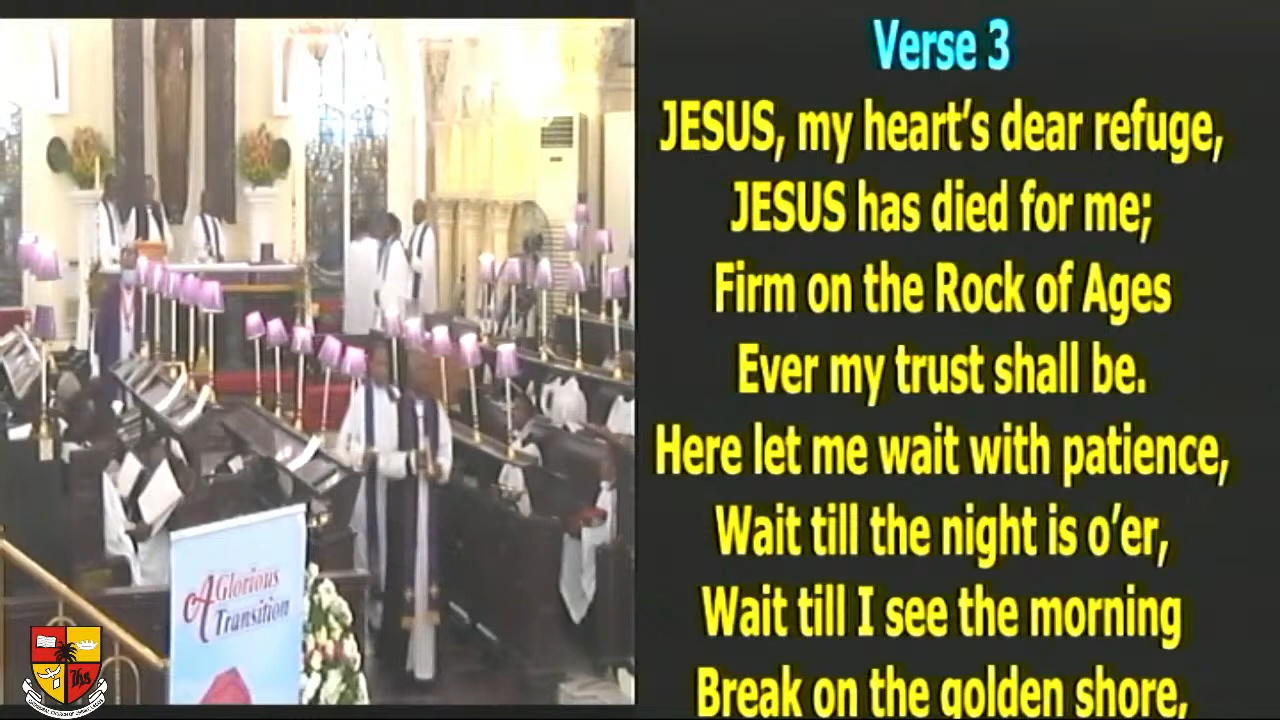 Verse 3
JESUS, my heart’s dear refuge,
JESUS has died for me;
Firm on the Rock of Ages
Ever my trust shall be.
Here let me wait with patience,
Wait till the night is o’er,
Wait till I see the morning
Break on the golden shore,
A Glorious
Transition